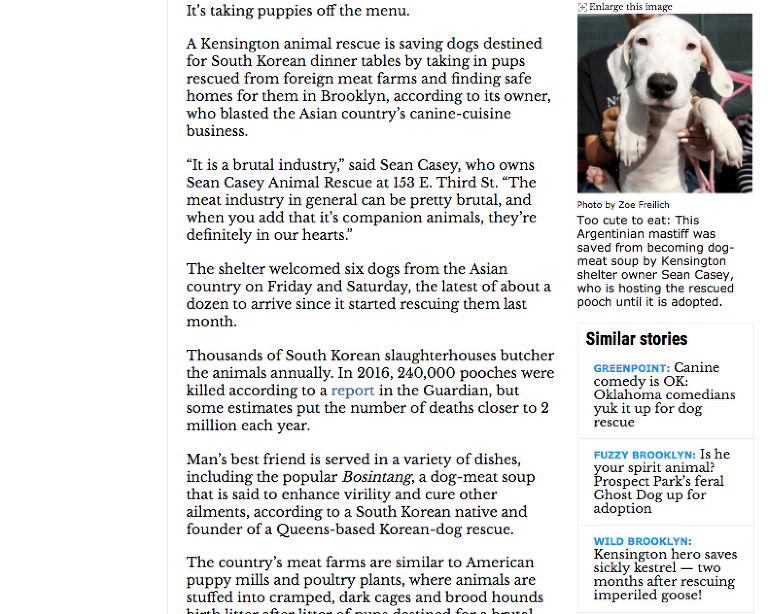 It's taking puppies off the menu.
A Kensington animal rescue is saving dogs destined
for South Korean dinner tables by taking in pups
rescued from foreign meat farms and finding safe
homes for them in Brooklyn, according to its owner,
who blasted the Asian country's canine-cuisine
business.
“It is a brutal industry,” said Sean Casey, who owns
Sean Casey Animal Rescue at 153 E. Third St. “The
meat industry in general can be pretty brutal, and
when you add that it's companion animals, they're
definitely in our hearts.”
The shelter welcomed six dogs from the Asian
country on Friday and Saturday, the latest of about a
dozen to arrive since it started rescuing them last
month.
Thousands of South Korean slaughterhouses butcher
the animals annually. In 2016, 240,000 pooches were
killed according to a report in the Guardian, but
some estimates put the number of deaths closer to 2
million each year.
Man's best friend is served in a variety of dishes,
including the popular Bosintang, a dog-meat soup
that is said to enhance virility and cure other
ailments, according to a South Korean native and
founder of a Queens-based Korean-dog rescue.
The country's meat farms are similar to American
puppy mills and poultry plants, where animals are
stuffed into cramped, dark cages and brood hounds
birth litter after litter of pups destined for a brutal
Enlarge this image
Photo by Zoe Freilich
Too cute to eat: This
Argentinian mastiff was
saved from becoming dog-
meat soup by Kensington
shelter owner Sean Casey,
who is hosting the rescued
pooch until it is adopted.
Similar stories
GREENPOINT: Canine
comedy is OK:
Oklahoma comedians
yuk it up for dog
rescue
FUZZY BROOKLYN: Is he
your spirit animal?
Prospect Park's feral
Ghost Dog up for
adoption
WILD BROOKLYN:
Kensington hero saves
sickly kestrel — two
months after rescuing
imperiled goose!